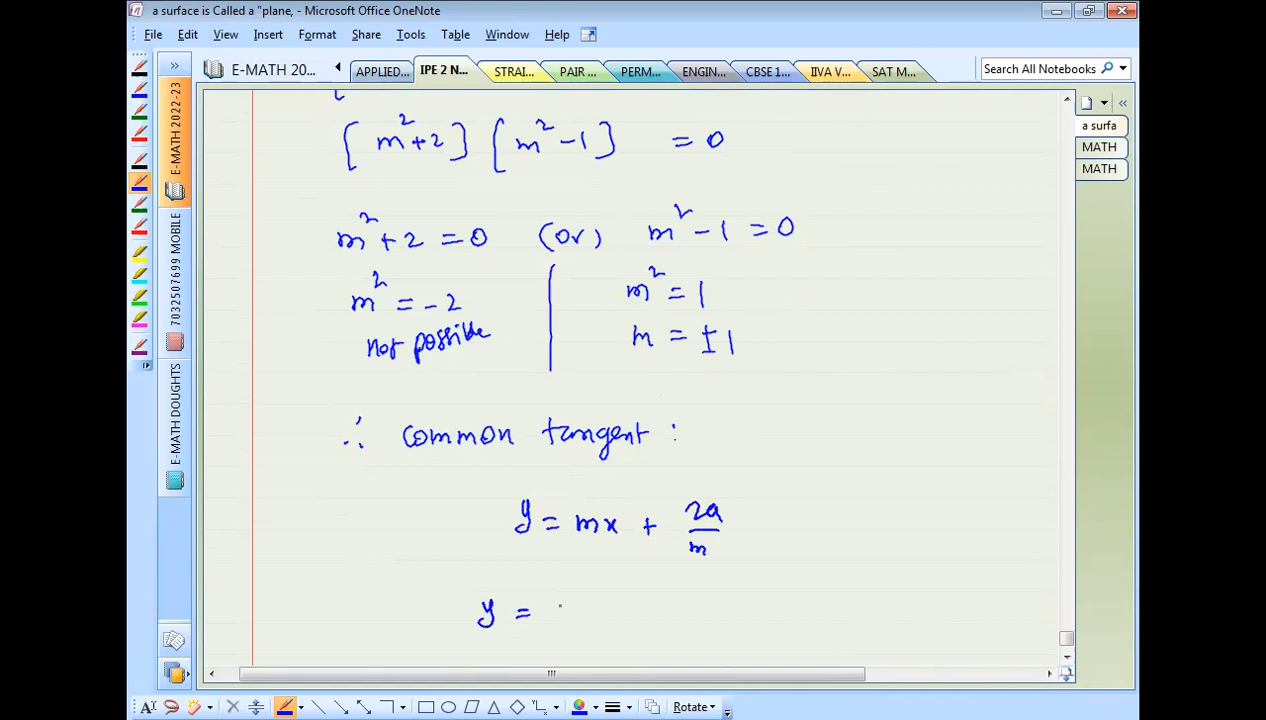 a surface is Called a "plane, - Microsoft Office OneNote
File Edit View Insert Format Share Tools Table Window Help
E-MATH 20... APPLIED... IPE 2 N... STRAI... PAIR ... PERM... ENGIN... CBSE 1... IIVA V... SAT M... Search All Notebooks
E-MATH 2022-23
7032507699 MOBILE
E-MATH DOUGHTS
[m²+2] [m²-1] = 0
m²+2 = 0 (or) m² - 1 = 0
m² = -2
not possible
m² = 1
m = ±1
∴ common tangent :
y = mx + 2a/m
y =
a surfa
MATH
MATH
Rotate